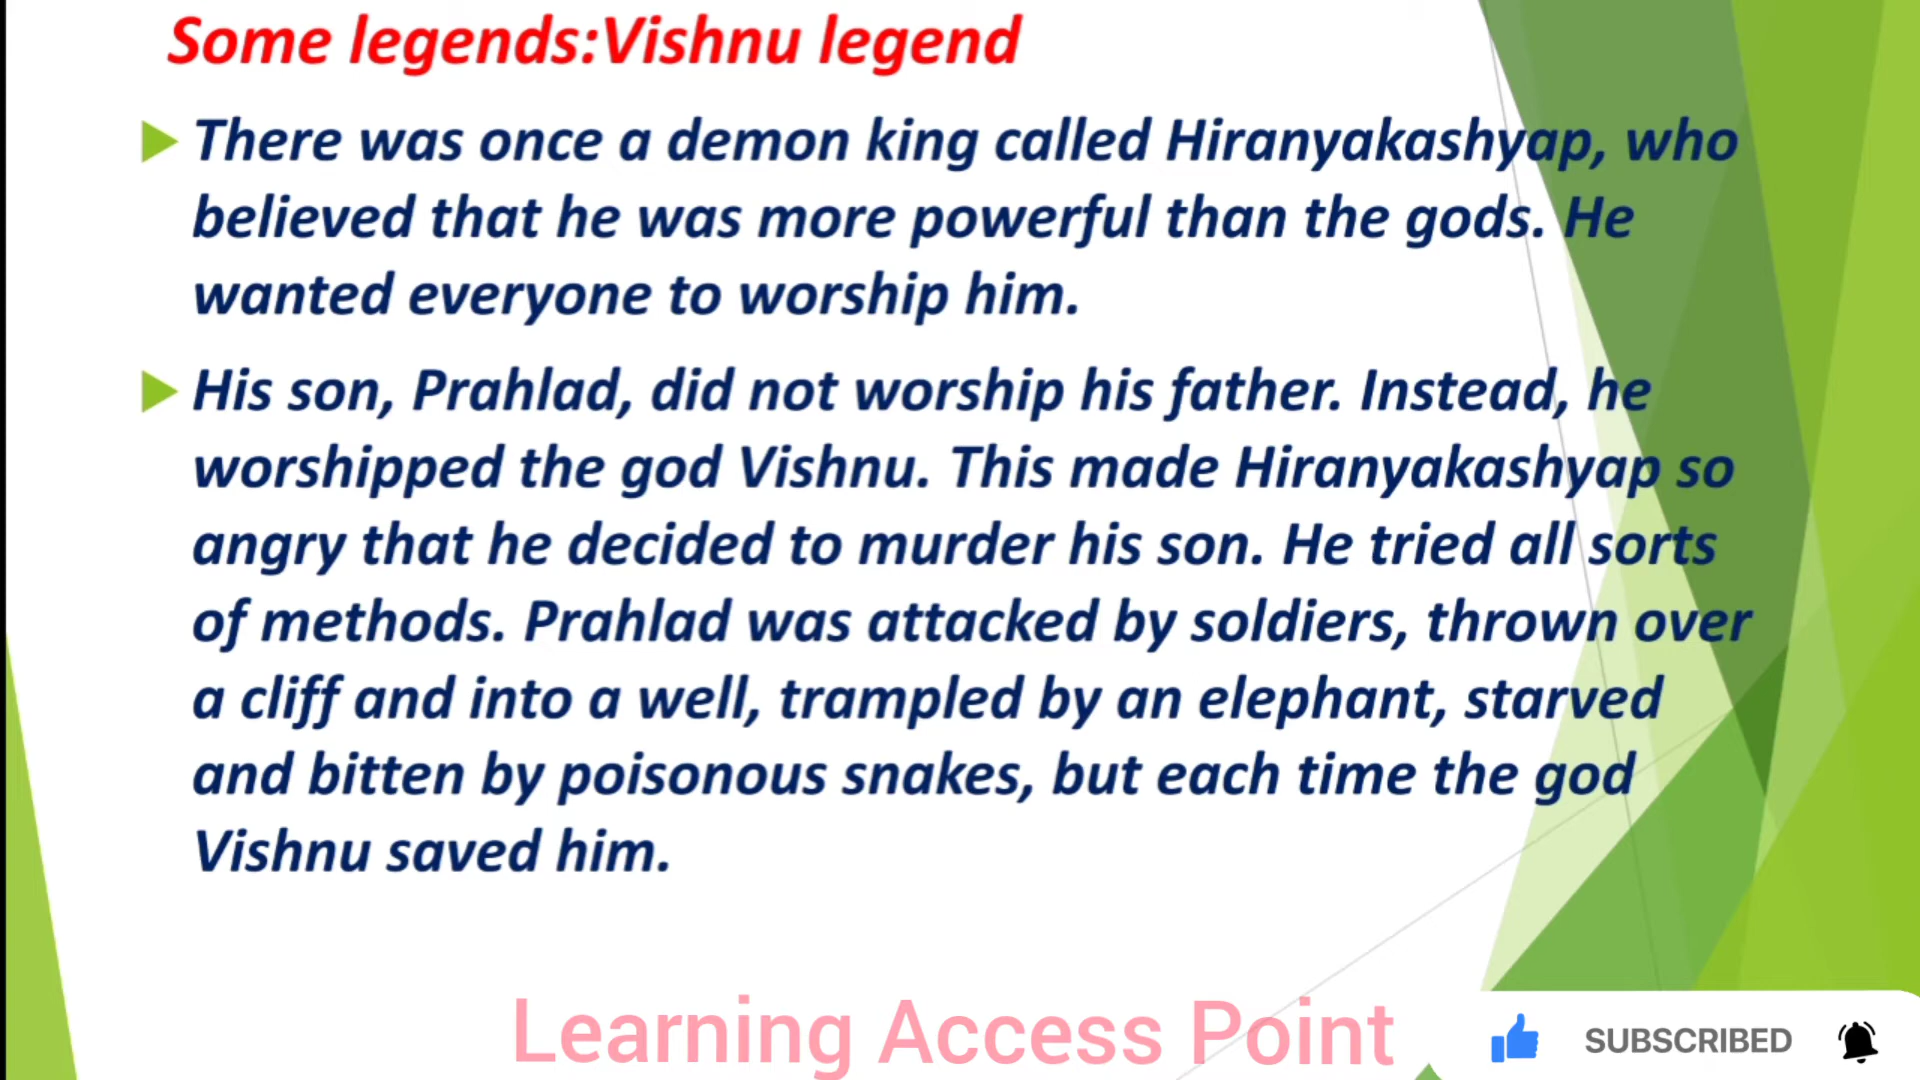 Some legends:Vishnu legend
There was once a demon king called Hiranyakashyap, who
believed that he was more powerful than the gods. He
wanted everyone to worship him.
His son, Prahlad, did not worship his father. Instead, he
worshipped the god Vishnu. This made Hiranyakashyap so
angry that he decided to murder his son. He tried all sorts
of methods. Prahlad was attacked by soldiers, thrown over
a cliff and into a well, trampled by an elephant, starved
and bitten by poisonous snakes, but each time the god
Vishnu saved him.
Learning Access Point
SUBSCRIBED